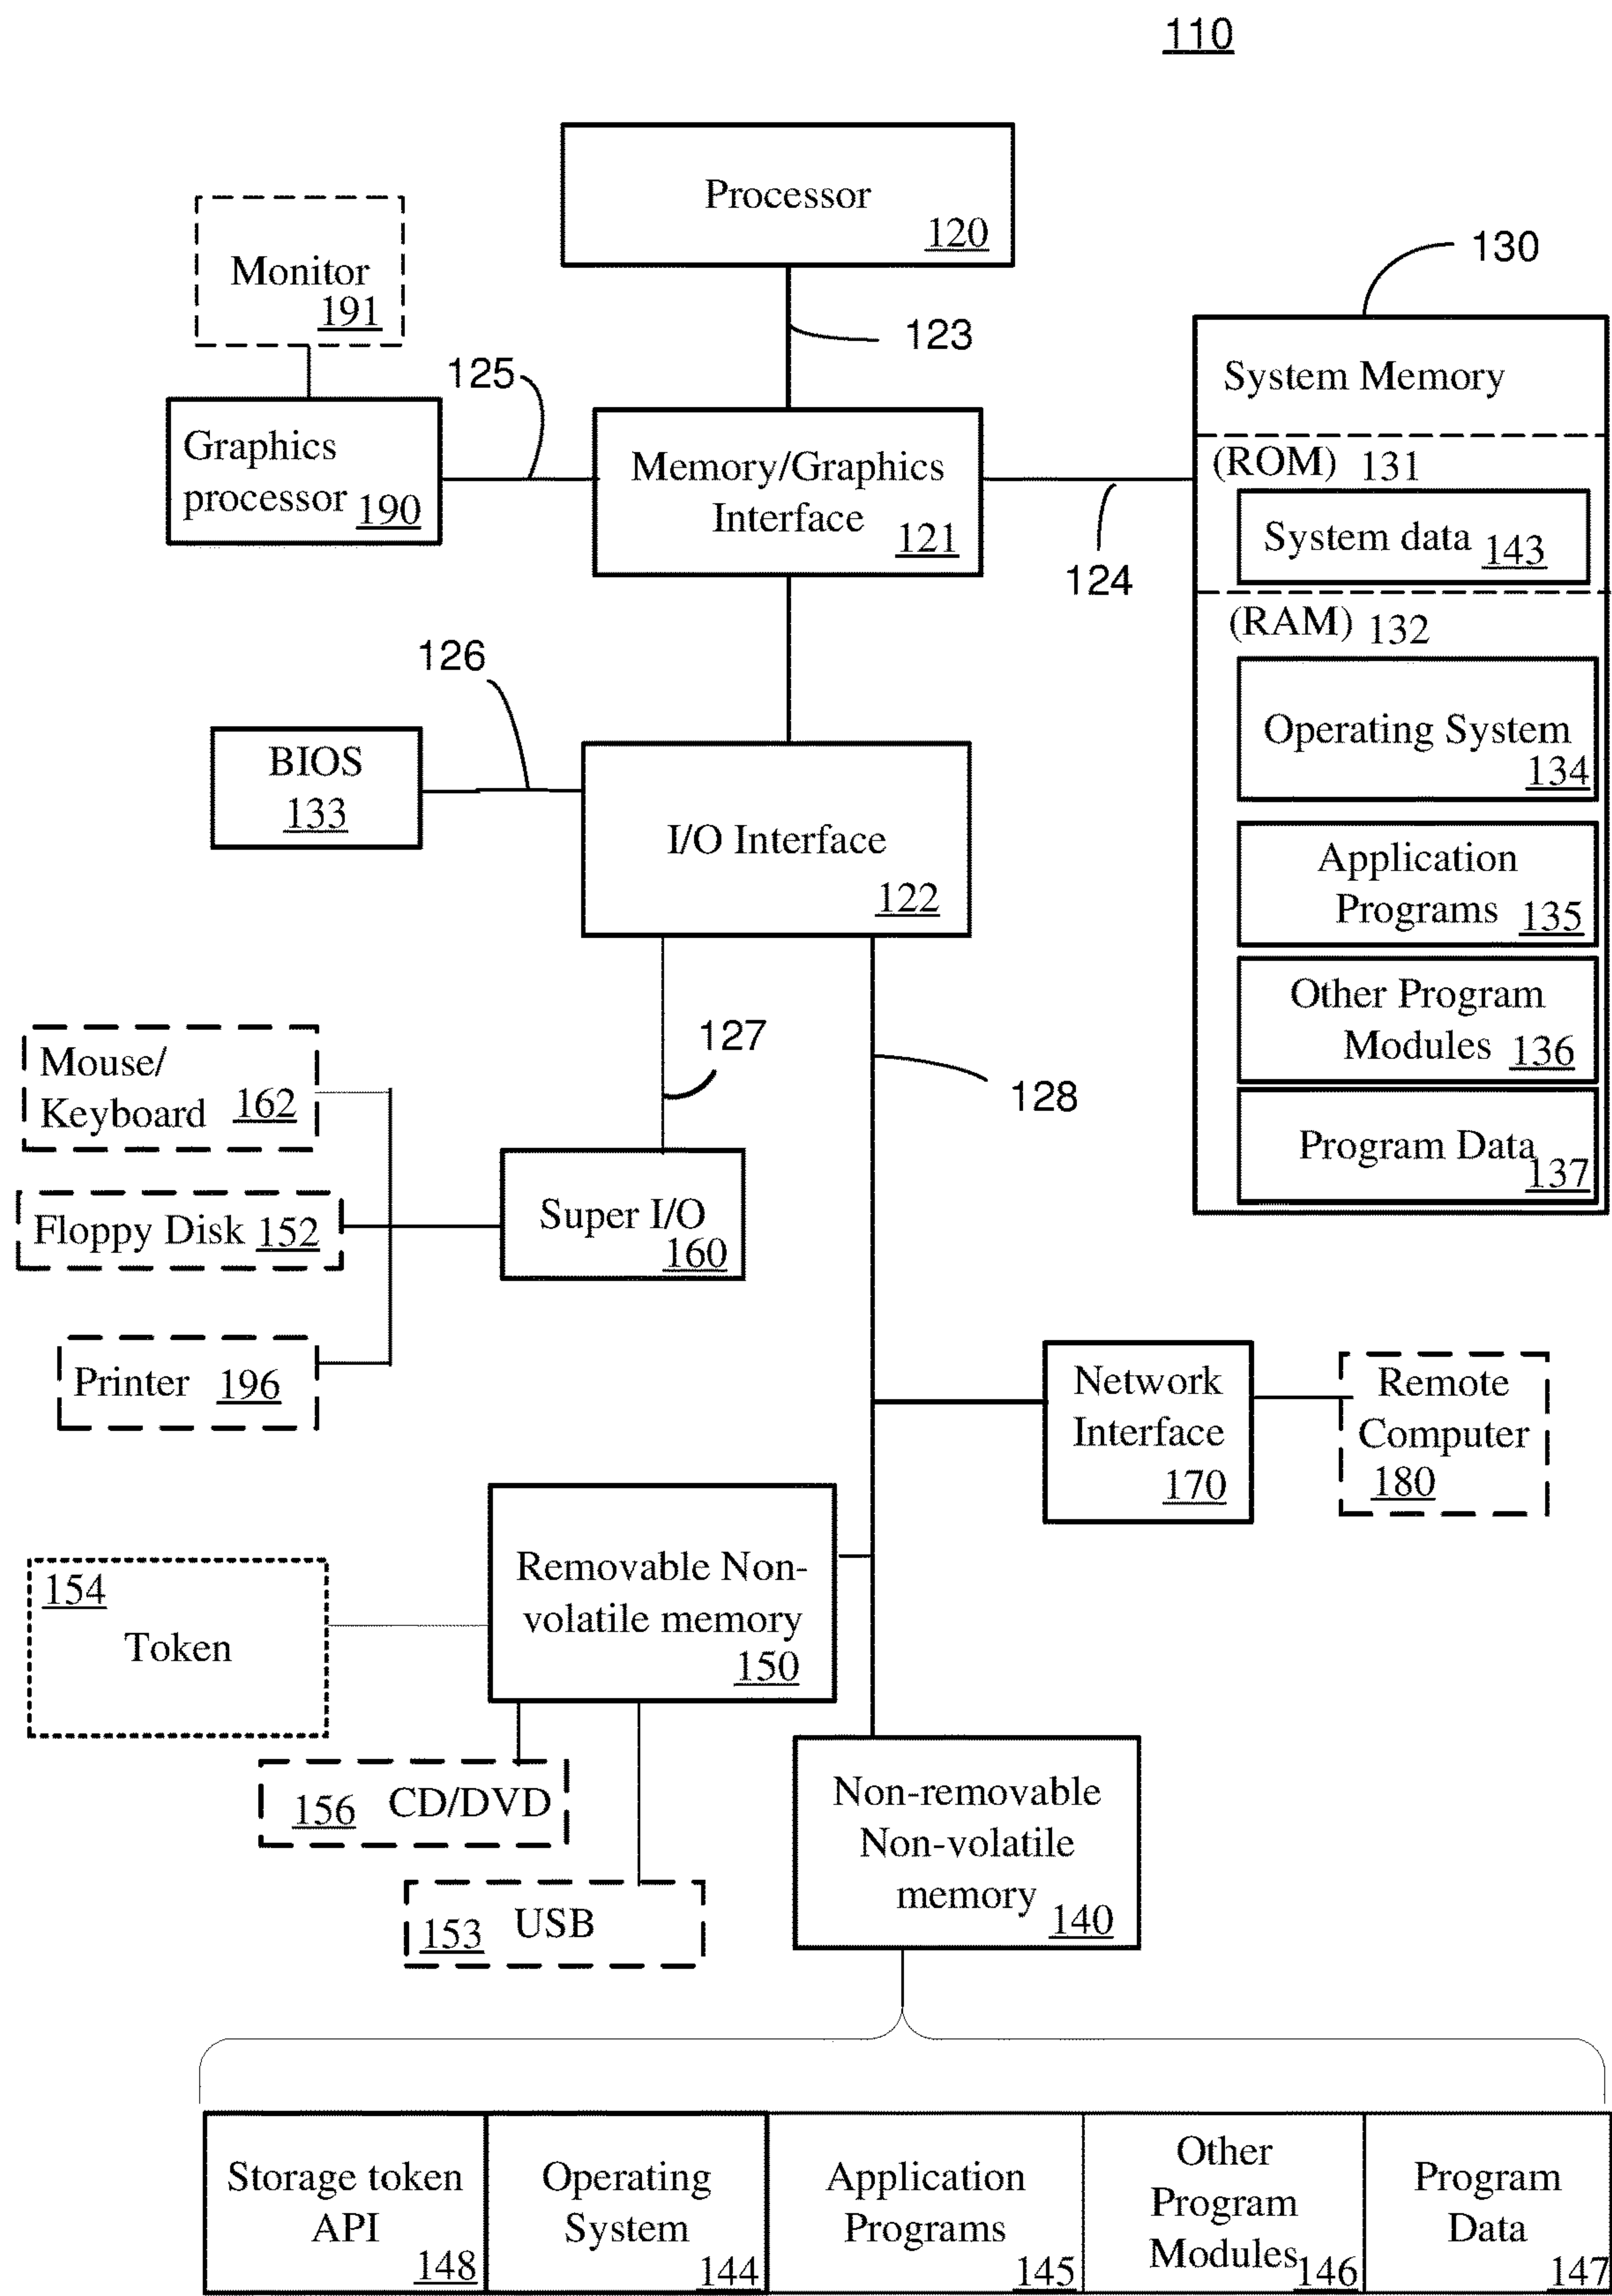 110
Processor
120
Monitor
191
130
123
125
System Memory
Graphics
processor 190
Memory/Graphics
Interface 121
(ROM) 131
System data 143
124
(RAM) 132
126
Operating System
134
BIOS
133
I/O Interface
122
Application
Programs 135
Other Program
Modules 136
127
128
Mouse/
Keyboard 162
Program Data
137
Super I/O
160
Floppy Disk 152
Printer 196
Network
Interface
170
Remote
Computer
180
Removable Non-
volatile memory
150
154
Token
156 CD/DVD
Non-removable
Non-volatile
memory 140
153 USB
Storage token
API
148
Operating
System
144
Application
Programs
145
Other
Program
Modules 146
Program
Data
147